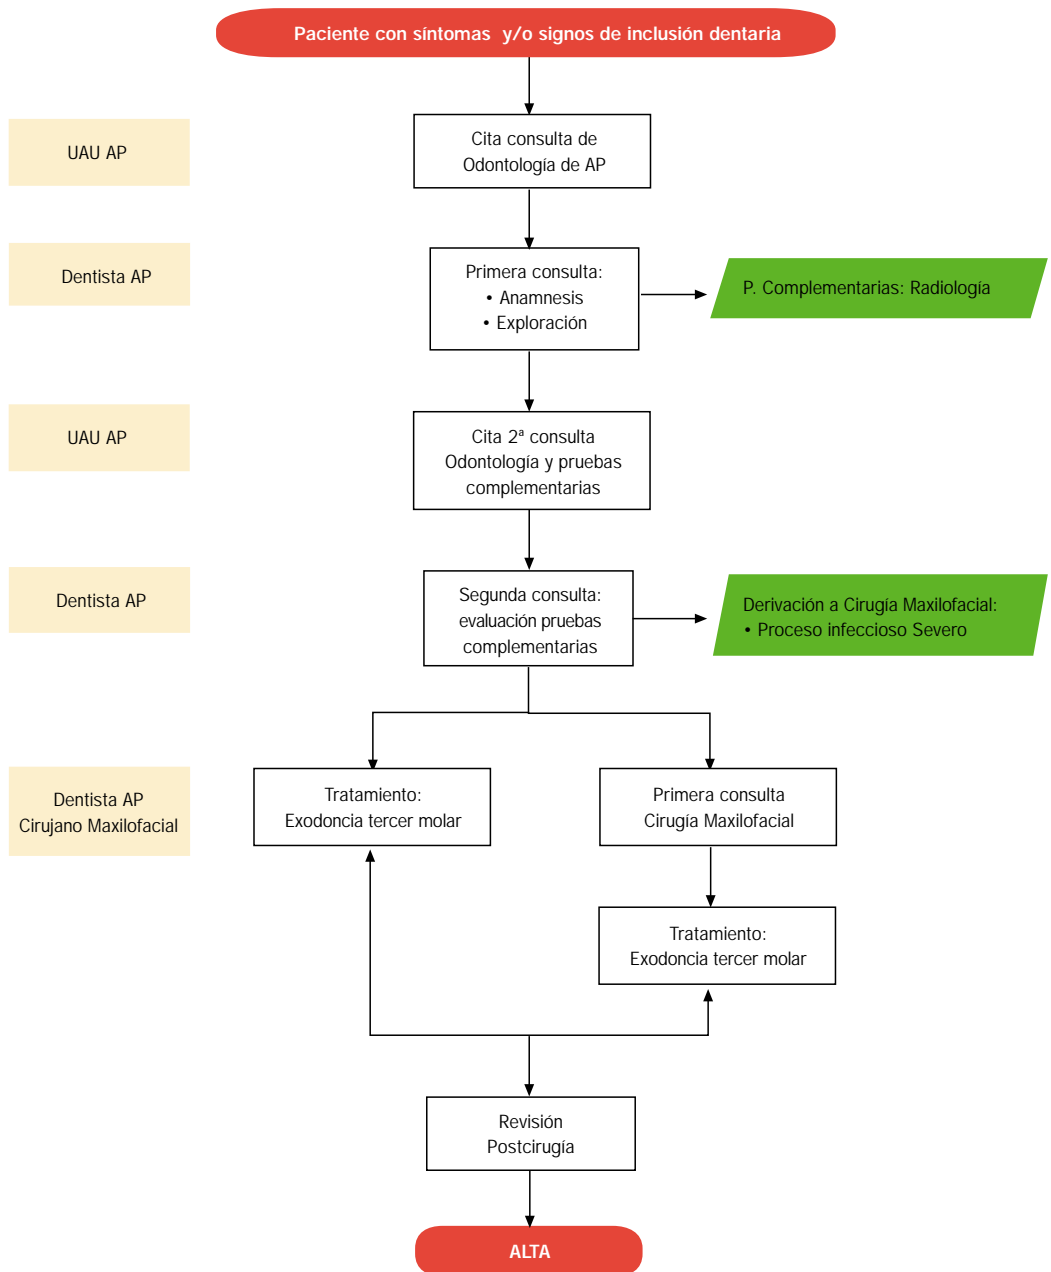 Paciente con síntomas y/o signos de inclusión dentaria
UAU AP
Cita consulta de
Odontología de AP
Dentista AP
Primera consulta:
• Anamnesis
• Exploración
P. Complementarias: Radiología
UAU AP
Cita 2ª consulta
Odontología y pruebas
complementarias
Dentista AP
Segunda consulta:
evaluación pruebas
complementarias
Derivación a Cirugía Maxilofacial:
• Proceso infeccioso Severo
Dentista AP
Cirujano Maxilofacial
Tratamiento:
Exodoncia tercer molar
Primera consulta
Cirugía Maxilofacial
Tratamiento:
Exodoncia tercer molar
Revisión
Postcirugía
ALTA